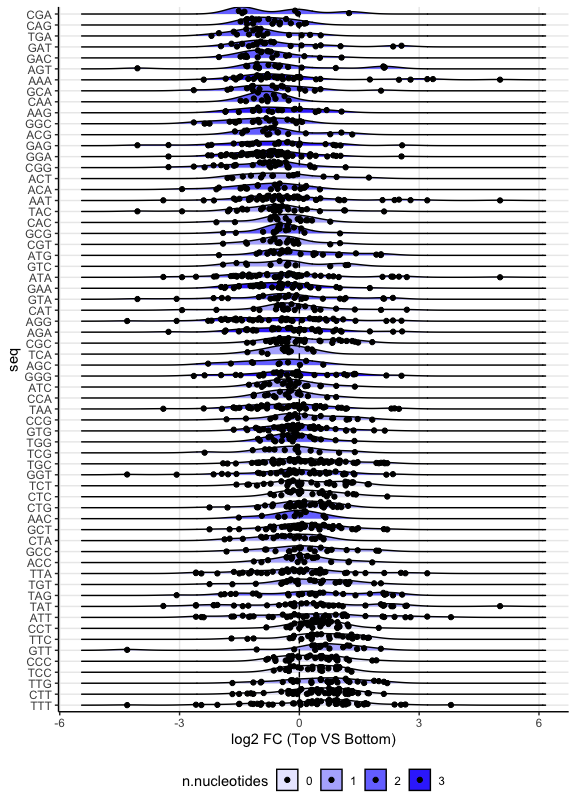 CGA
CAG
TGA
GAT
GAC
AGT
AAA
GCA
CAA
AAG
GGC
ACG
GAG
GGA
CGG
ACT
ACA
AAT
TAC
CAC
GCG
CGT
ATG
GTC
ATA
GAA
GTA
CAT
AGG
AGA
CGC
TCA
AGC
GGG
ATC
CCA
TAA
CCG
GTG
TGG
TCG
TGC
GGT
TCT
CTC
CTG
AAC
GCT
CTA
GCC
ACC
TTA
TGT
TAG
TAT
ATT
CCT
TTC
GTT
CCC
TCC
TTG
CTT
TTT
seq
-6 -3 0 3 6
log2 FC (Top VS Bottom)
n.nucleotides 0 1 2 3